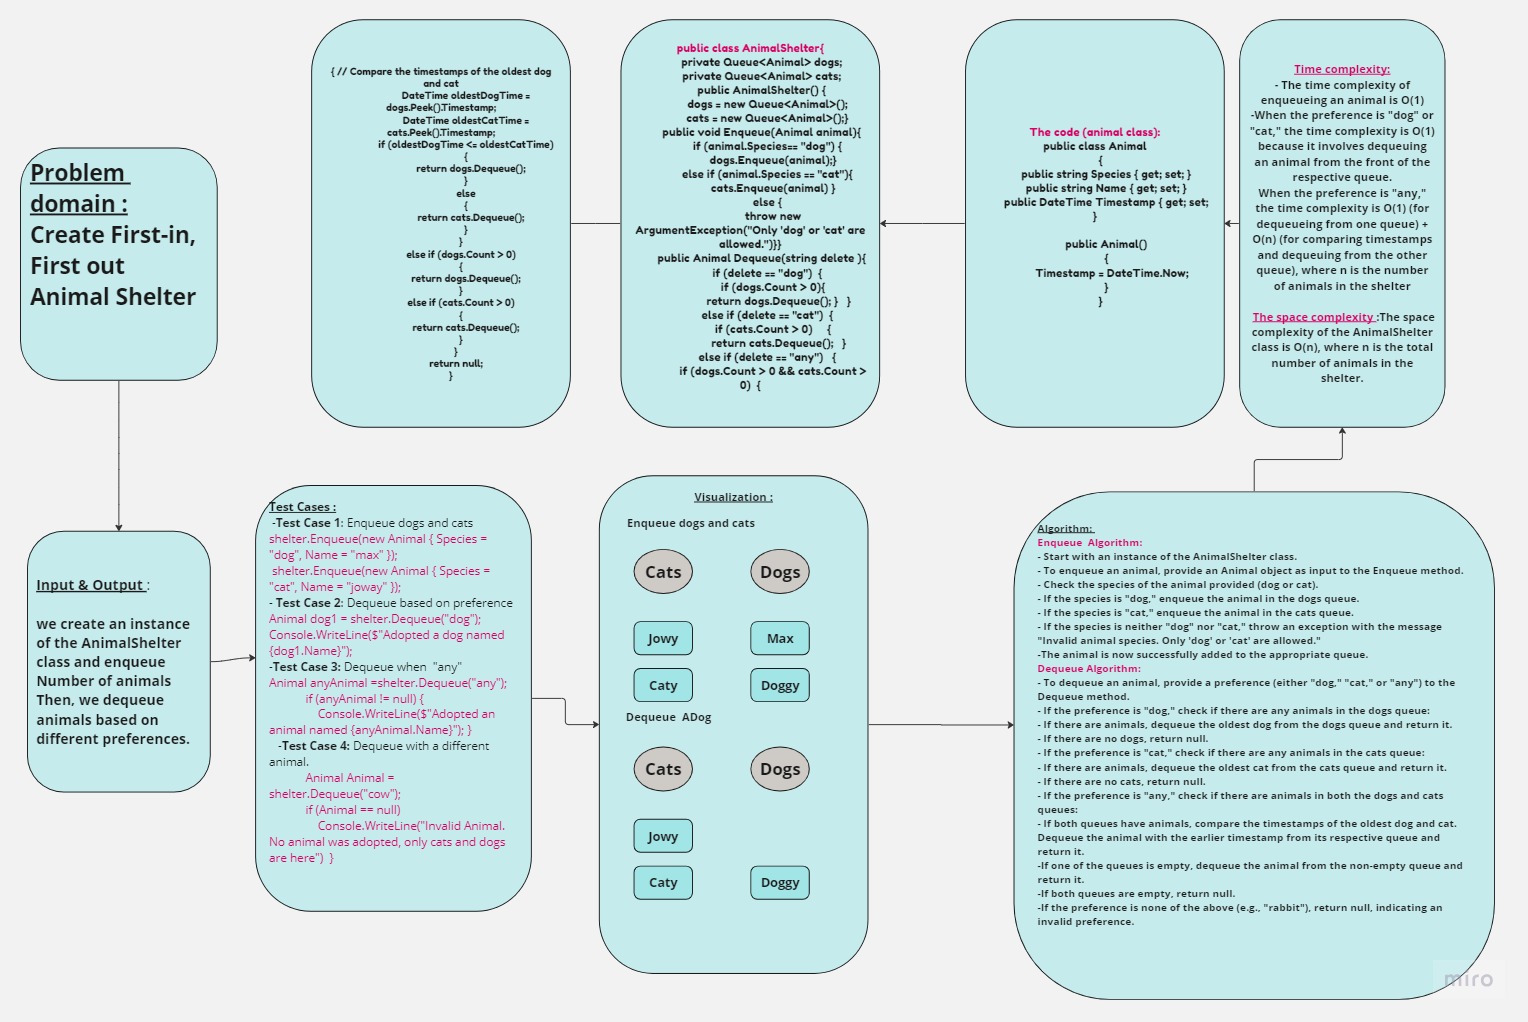 Problem
domain :
Create First-in,
First out
Animal Shelter
Input & Output :
we create an instance
of the AnimalShelter
class and enqueue
Number of animals
Then, we dequeue
animals based on
different preferences.
Test Cases :
-Test Case 1: Enqueue dogs and cats
shelter.Enqueue(new Animal { Species =
"dog", Name = "max" });
shelter.Enqueue(new Animal { Species =
"cat", Name = "joway" });
- Test Case 2: Dequeue based on preference
Animal dog1 = shelter.Dequeue("dog");
Console.WriteLine($"Adopted a dog named
{dog1.Name}");
-Test Case 3: Dequeue when "any"
Animal anyAnimal =shelter.Dequeue("any");
if (anyAnimal != null) {
Console.WriteLine($"Adopted an
animal named {anyAnimal.Name}"); }
-Test Case 4: Dequeue with a different
animal.
Animal Animal =
shelter.Dequeue("cow");
if (Animal == null)
Console.WriteLine("Invalid Animal.
No animal was adopted, only cats and dogs
are here") }
Visualization :
Enqueue dogs and cats
Cats Dogs
Jowy Max
Caty Doggy
Dequeue ADog
Cats Dogs
Jowy
Caty Doggy
Algorithm:
Enqueue Algorithm:
- Start with an instance of the AnimalShelter class.
- To enqueue an animal, provide an Animal object as input to the Enqueue method.
- Check the species of the animal provided (dog or cat).
- If the species is "dog," enqueue the animal in the dogs queue.
- If the species is "cat," enqueue the animal in the cats queue.
- If the species is neither "dog" nor "cat," throw an exception with the message
"Invalid animal species. Only 'dog' or 'cat' are allowed."
-The animal is now successfully added to the appropriate queue.
Dequeue Algorithm:
- To dequeue an animal, provide a preference (either "dog," "cat," or "any") to the
Dequeue method.
- If the preference is "dog," check if there are any animals in the dogs queue:
- If there are animals, dequeue the oldest dog from the dogs queue and return it.
- If there are no dogs, return null.
- If the preference is "cat," check if there are any animals in the cats queue:
- If there are animals, dequeue the oldest cat from the cats queue and return it.
- If there are no cats, return null.
- If the preference is "any," check if there are animals in both the dogs and cats
queues:
- If both queues have animals, compare the timestamps of the oldest dog and cat.
Dequeue the animal with the earlier timestamp from its respective queue and
return it.
-If one of the queues is empty, dequeue the animal from the non-empty queue and
return it.
-If both queues are empty, return null.
-If the preference is none of the above (e.g., "rabbit"), return null, indicating an
invalid preference.
Time complexity:
- The time complexity of
enqueueing an animal is O(1)
-When the preference is "dog" or
"cat," the time complexity is O(1)
because it involves dequeuing
an animal from the front of the
respective queue.
When the preference is "any,"
the time complexity is O(1) (for
dequeueing from one queue) +
O(n) (for comparing timestamps
and dequeuing from the other
queue), where n is the number
of animals in the shelter
The space complexity :The space
complexity of the AnimalShelter
class is O(n), where n is the total
number of animals in the
shelter.
The code (animal class):
public class Animal
{
public string Species { get; set; }
public string Name { get; set; }
public DateTime Timestamp { get; set;
}
public Animal()
{
Timestamp = DateTime.Now;
}
}
public class AnimalShelter{
private Queue<Animal> dogs;
private Queue<Animal> cats;
public AnimalShelter() {
dogs = new Queue<Animal>();
cats = new Queue<Animal>();}
public void Enqueue(Animal animal){
if (animal.Species== "dog") {
dogs.Enqueue(animal);}
else if (animal.Species == "cat"){
cats.Enqueue(animal) }
else {
throw new
ArgumentException("Only 'dog' or 'cat' are
allowed.")}}
public Animal Dequeue(string delete ){
if (delete == "dog") {
if (dogs.Count > 0){
return dogs.Dequeue(); } }
else if (delete == "cat") {
if (cats.Count > 0) {
return cats.Dequeue(); }
else if (delete == "any") {
if (dogs.Count > 0 && cats.Count >
0) {
{ // Compare the timestamps of the oldest dog
and cat
DateTime oldestDogTime =
dogs.Peek().Timestamp;
DateTime oldestCatTime =
cats.Peek().Timestamp;
if (oldestDogTime <= oldestCatTime)
{
return dogs.Dequeue();
}
else
{
return cats.Dequeue();
}
}
else if (dogs.Count > 0)
{
return dogs.Dequeue();
}
else if (cats.Count > 0)
{
return cats.Dequeue();
}
}
return null;
}
miro